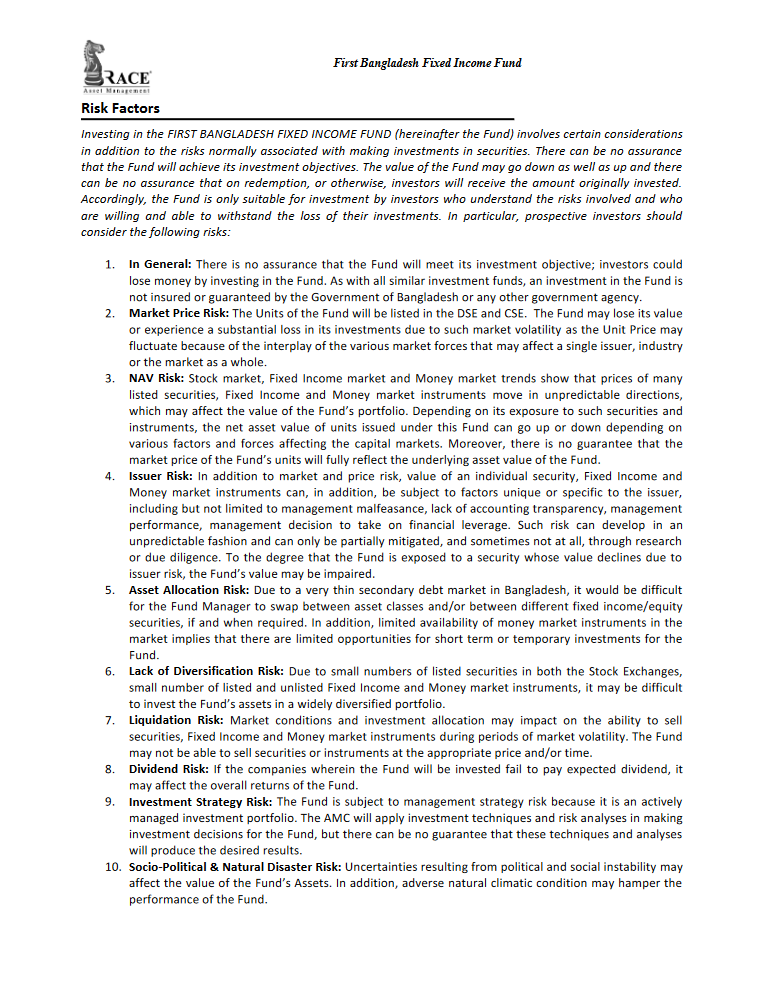 RACE
Asset Management
First Bangladesh Fixed Income Fund
Risk Factors
Investing in the FIRST BANGLADESH FIXED INCOME FUND (hereinafter the Fund) involves certain considerations
in addition to the risks normally associated with making investments in securities. There can be no assurance
that the Fund will achieve its investment objectives. The value of the Fund may go down as well as up and there
can be no assurance that on redemption, or otherwise, investors will receive the amount originally invested.
Accordingly, the Fund is only suitable for investment by investors who understand the risks involved and who
are willing and able to withstand the loss of their investments. In particular, prospective investors should
consider the following risks:
1. In General: There is no assurance that the Fund will meet its investment objective; investors could
lose money by investing in the Fund. As with all similar investment funds, an investment in the Fund is
not insured or guaranteed by the Government of Bangladesh or any other government agency.
2. Market Price Risk: The Units of the Fund will be listed in the DSE and CSE. The Fund may lose its value
or experience a substantial loss in its investments due to such market volatility as the Unit Price may
fluctuate because of the interplay of the various market forces that may affect a single issuer, industry
or the market as a whole.
3. NAV Risk: Stock market, Fixed Income market and Money market trends show that prices of many
listed securities, Fixed Income and Money market instruments move in unpredictable directions,
which may affect the value of the Fund's portfolio. Depending on its exposure to such securities and
instruments, the net asset value of units issued under this Fund can go up or down depending on
various factors and forces affecting the capital markets. Moreover, there is no guarantee that the
market price of the Fund's units will fully reflect the underlying asset value of the Fund.
4. Issuer Risk: In addition to market and price risk, value of an individual security, Fixed Income and
Money market instruments can, in addition, be subject to factors unique or specific to the issuer,
including but not limited to management malfeasance, lack of accounting transparency, management
performance, management decision to take on financial leverage. Such risk can develop in an
unpredictable fashion and can only be partially mitigated, and sometimes not at all, through research
or due diligence. To the degree that the Fund is exposed to a security whose value declines due to
issuer risk, the Fund's value may be impaired.
5. Asset Allocation Risk: Due to a very thin secondary debt market in Bangladesh, it would be difficult
for the Fund Manager to swap between asset classes and/or between different fixed income/equity
securities, if and when required. In addition, limited availability of money market instruments in the
market implies that there are limited opportunities for short term or temporary investments for the
Fund.
6. Lack of Diversification Risk: Due to small numbers of listed securities in both the Stock Exchanges,
small number of listed and unlisted Fixed Income and Money market instruments, it may be difficult
to invest the Fund's assets in a widely diversified portfolio.
7. Liquidation Risk: Market conditions and investment allocation may impact on the ability to sell
securities, Fixed Income and Money market instruments during periods of market volatility. The Fund
may not be able to sell securities or instruments at the appropriate price and/or time.
8. Dividend Risk: If the companies wherein the Fund will be invested fail to pay expected dividend, it
may affect the overall returns of the Fund.
9. Investment Strategy Risk: The Fund is subject to management strategy risk because it is an actively
managed investment portfolio. The AMC will apply investment techniques and risk analyses in making
investment decisions for the Fund, but there can be no guarantee that these techniques and analyses
will produce the desired results.
10. Socio-Political & Natural Disaster Risk: Uncertainties resulting from political and social instability may
affect the value of the Fund's Assets. In addition, adverse natural climatic condition may hamper the
performance of the Fund.